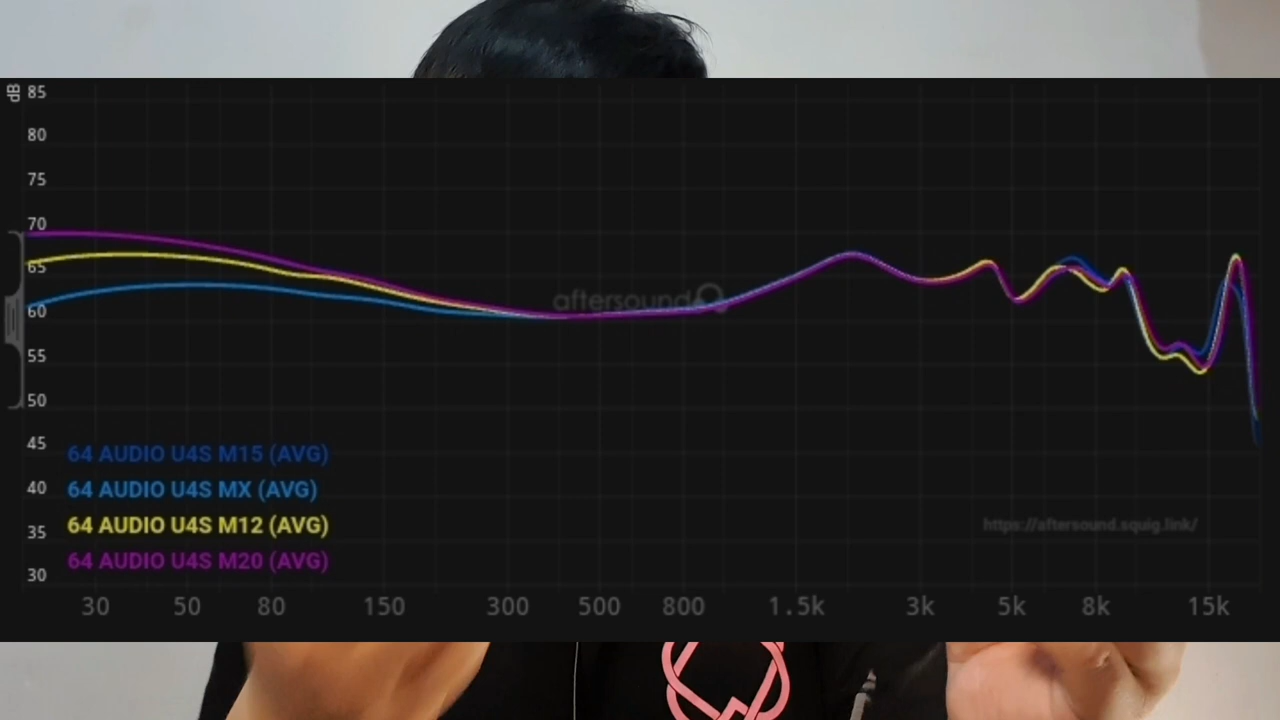 dB
85
80
75
70
65
60
55
50
45
40
35
30
aftersound
64 AUDIO U4S M15 (AVG)
64 AUDIO U4S MX (AVG)
64 AUDIO U4S M12 (AVG)
64 AUDIO U4S M20 (AVG)
https://aftersound.squig.link/
30 50 80 150 300 500 800 1.5k 3k 5k 8k 15k